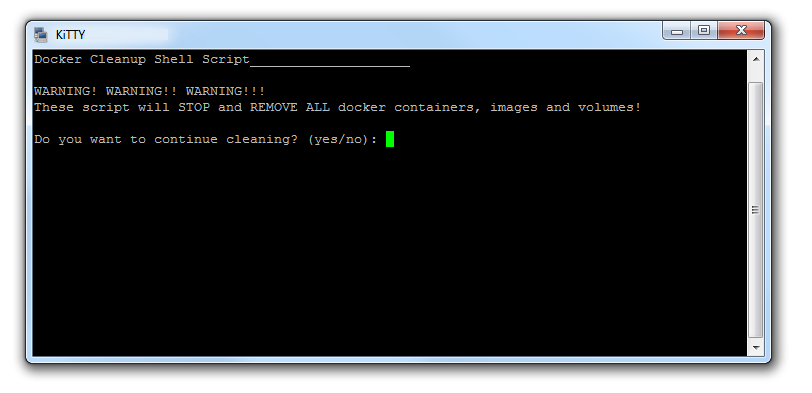 KiTTY
Docker Cleanup Shell Script____________________
WARNING! WARNING!! WARNING!!!
These script will STOP and REMOVE ALL docker containers, images and volumes!
Do you want to continue cleaning? (yes/no):